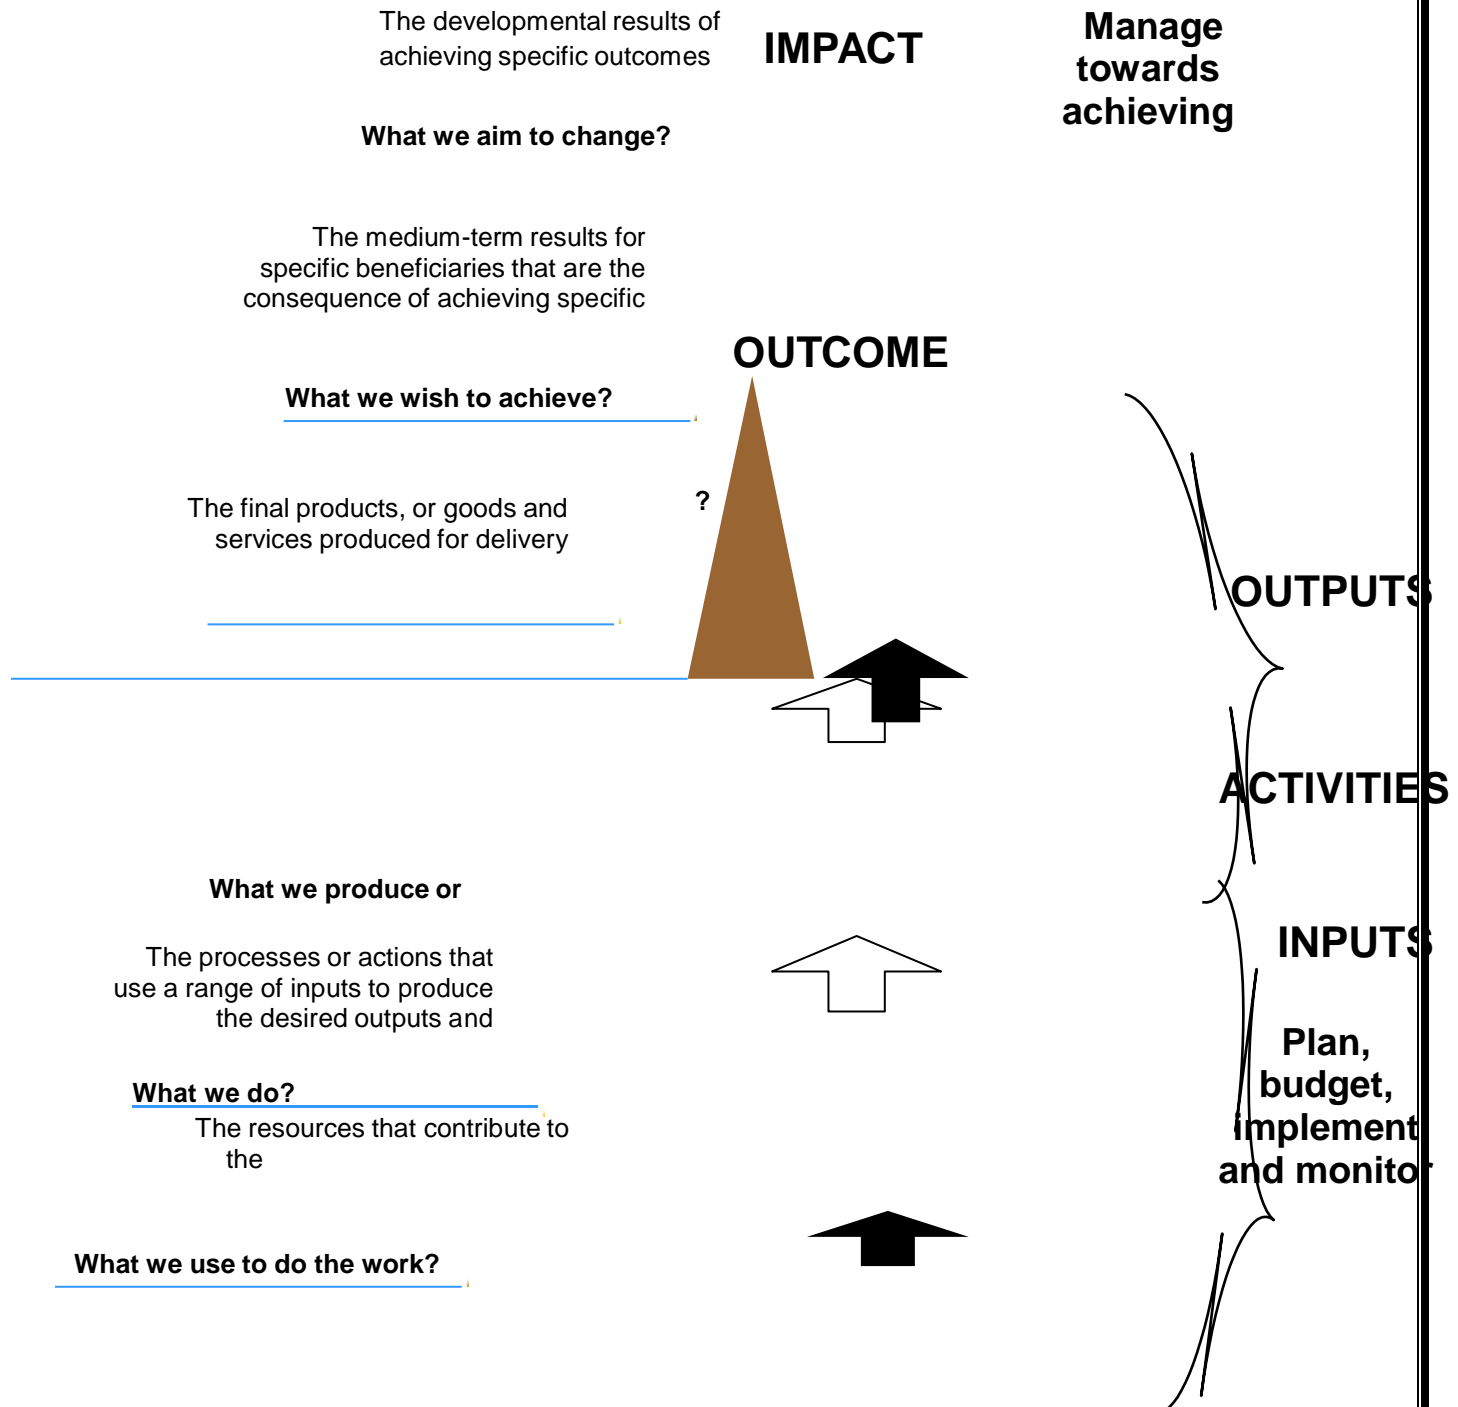 The developmental results of
achieving specific outcomes
IMPACT
Manage
towards
achieving
What we aim to change?
The medium-term results for
specific beneficiaries that are the
consequence of achieving specific
OUTCOME
What we wish to achieve?
The final products, or goods and
services produced for delivery
?
OUTPUTS
ACTIVITIES
What we produce or
INPUTS
The processes or actions that
use a range of inputs to produce
the desired outputs and
Plan,
budget,
implement
and monitor
What we do?
The resources that contribute to
the
What we use to do the work?